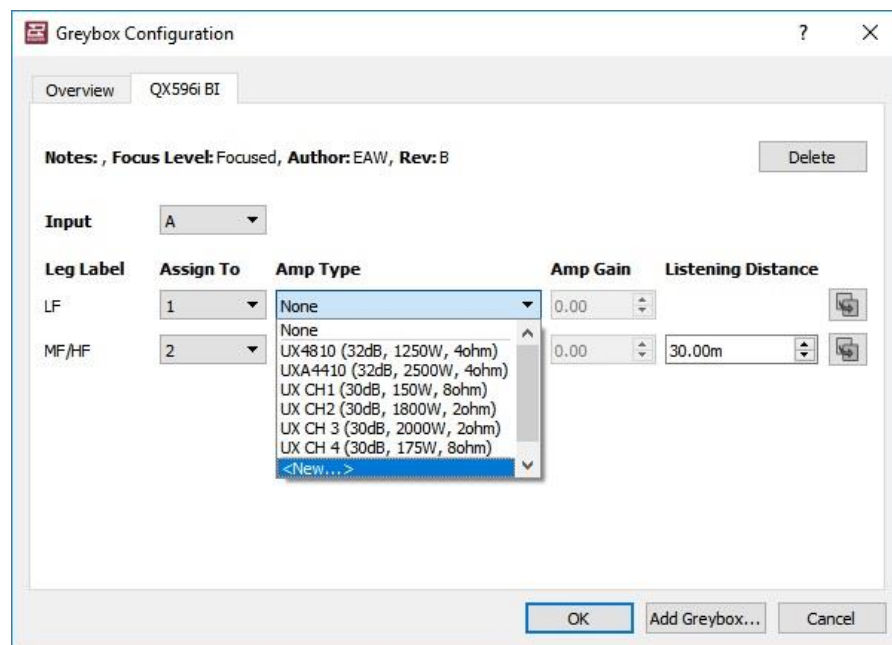 Greybox Configuration ? X
Overview QX596i BI
Notes: , Focus Level: Focused, Author: EAW, Rev: B Delete
Input A
Leg Label Assign To Amp Type Amp Gain Listening Distance
LF 1 None 0.00
None
MF/HF 2 0.00 30.00m
UX4810 (32dB, 1250W, 4ohm)
UXA4410 (32dB, 2500W, 4ohm)
UX CH1 (30dB, 150W, 8ohm)
UX CH2 (30dB, 1800W, 2ohm)
UX CH 3 (30dB, 2000W, 2ohm)
UX CH 4 (30dB, 175W, 8ohm)
<New...>
OK Add Greybox... Cancel